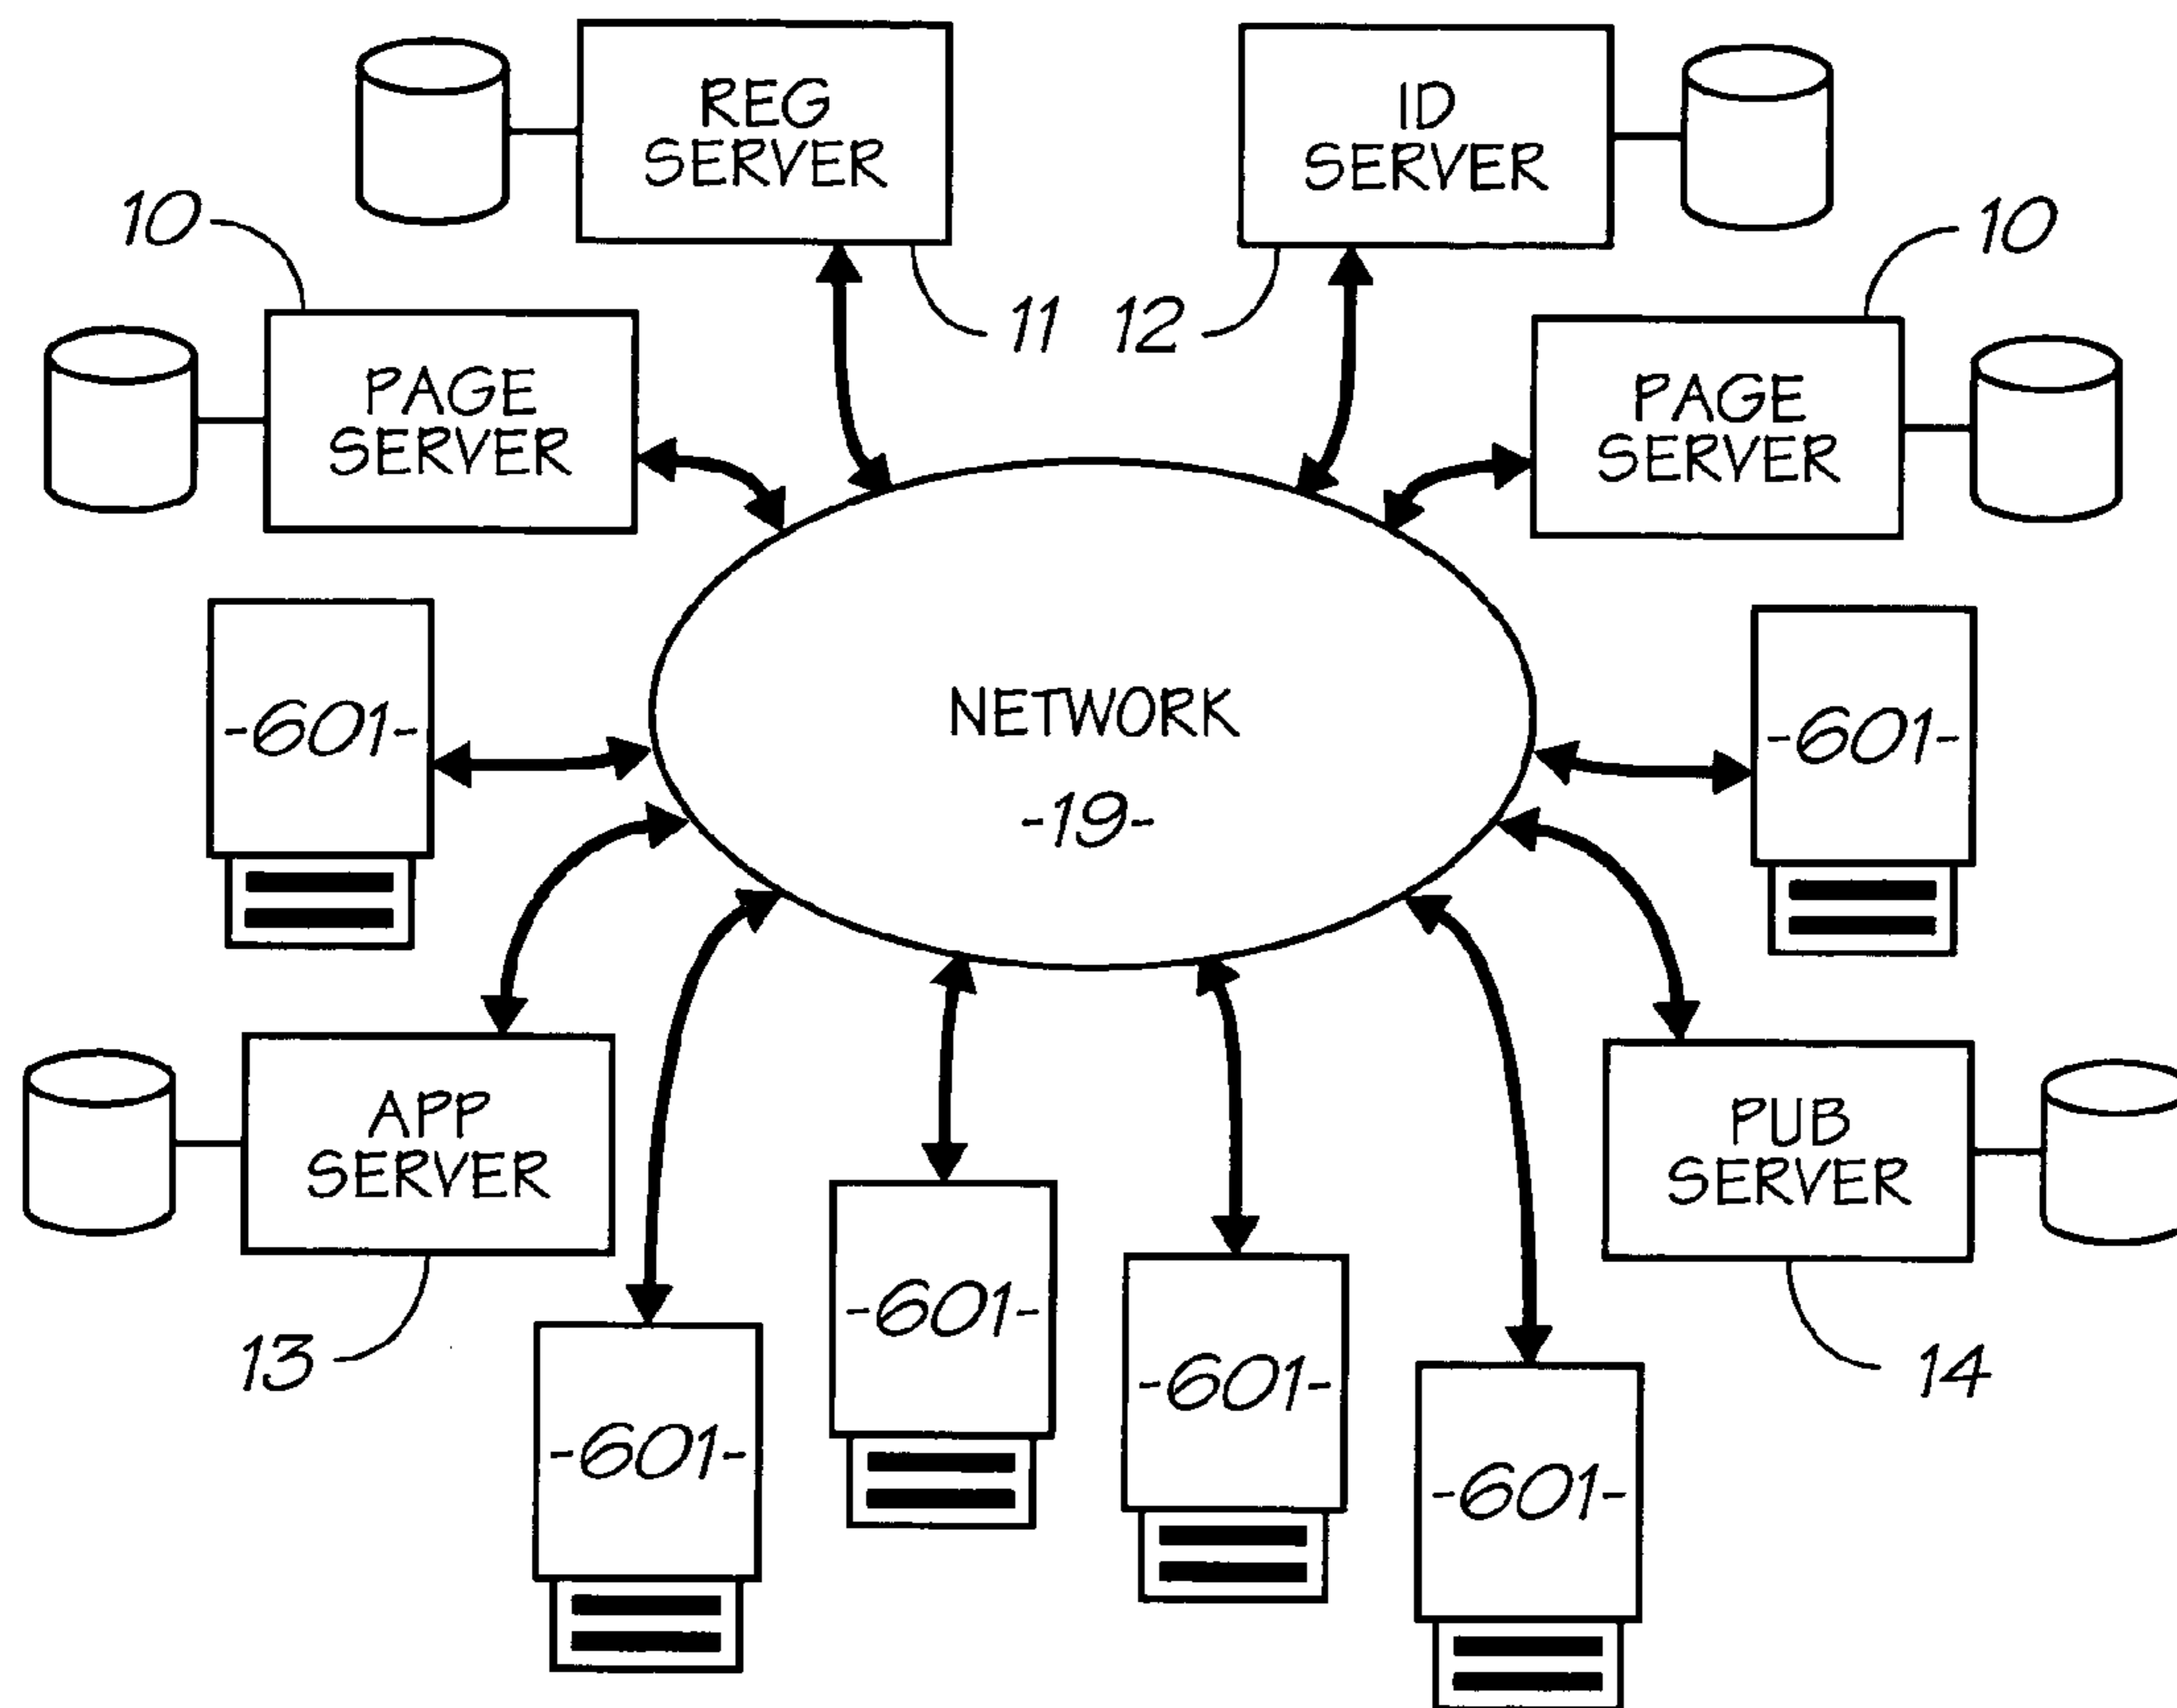 REG
SERVER
ID
SERVER
10
10
11
12
PAGE
SERVER
PAGE
SERVER
-601-
NETWORK
-19-
-601-
APP
SERVER
PUB
SERVER
-601-
-601-
13
14
-601-
-601-